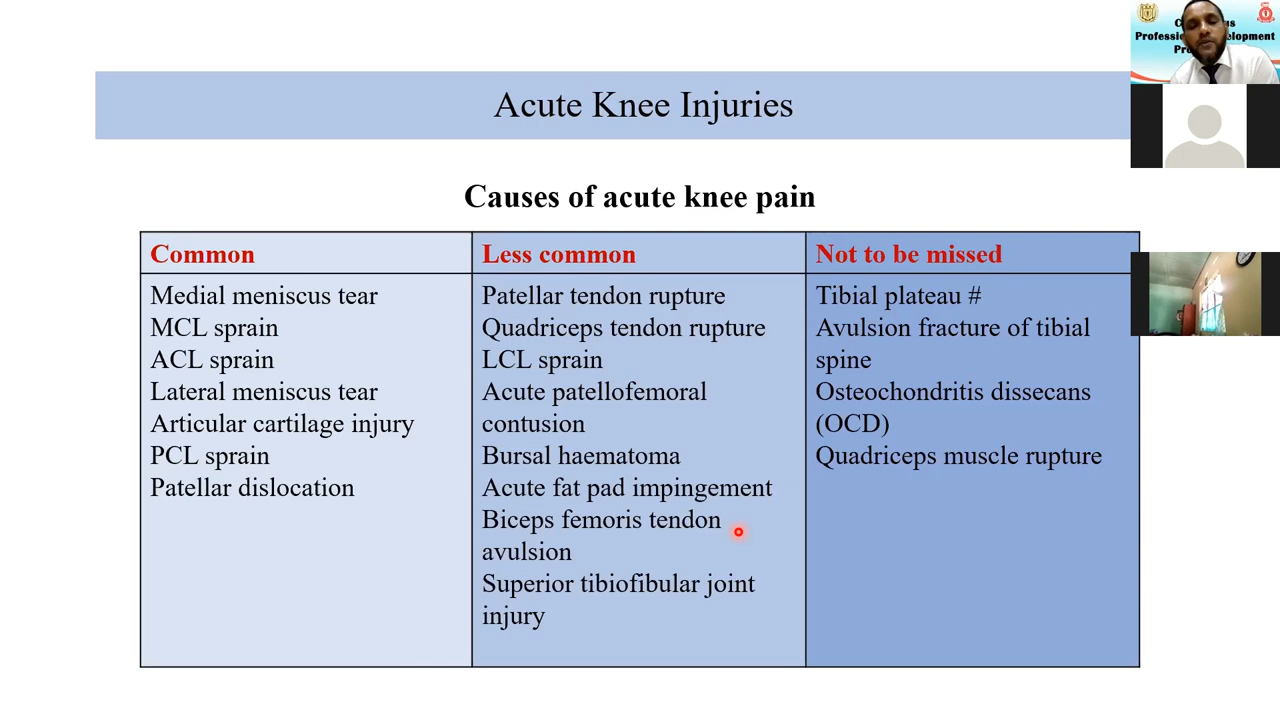 Acute Knee Injuries
Causes of acute knee pain
Common
Medial meniscus tear
MCL sprain
ACL sprain
Lateral meniscus tear
Articular cartilage injury
PCL sprain
Patellar dislocation
Less common
Patellar tendon rupture
Quadriceps tendon rupture
LCL sprain
Acute patellofemoral
contusion
Bursal haematoma
Acute fat pad impingement
Biceps femoris tendon
avulsion
Superior tibiofibular joint
injury
Not to be missed
Tibial plateau #
Avulsion fracture of tibial
spine
Osteochondritis dissecans
(OCD)
Quadriceps muscle rupture